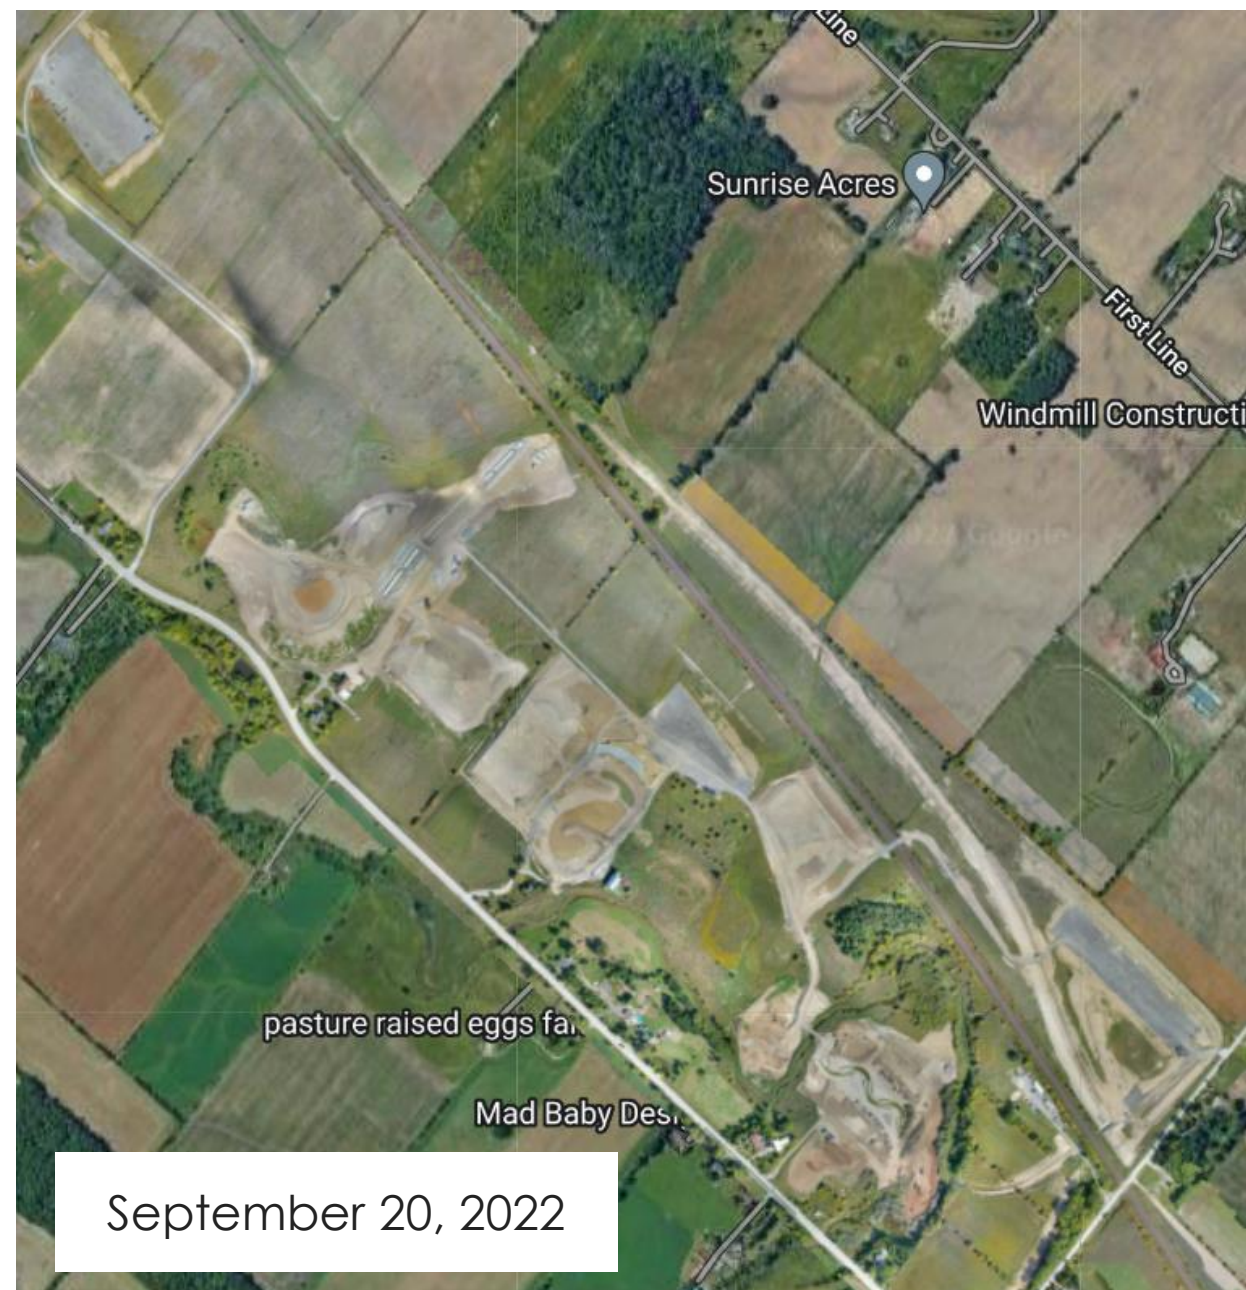 Line
Sunrise Acres
First Line
Windmill Constructi
pasture raised eggs fa
Mad Baby Des
September 20, 2022